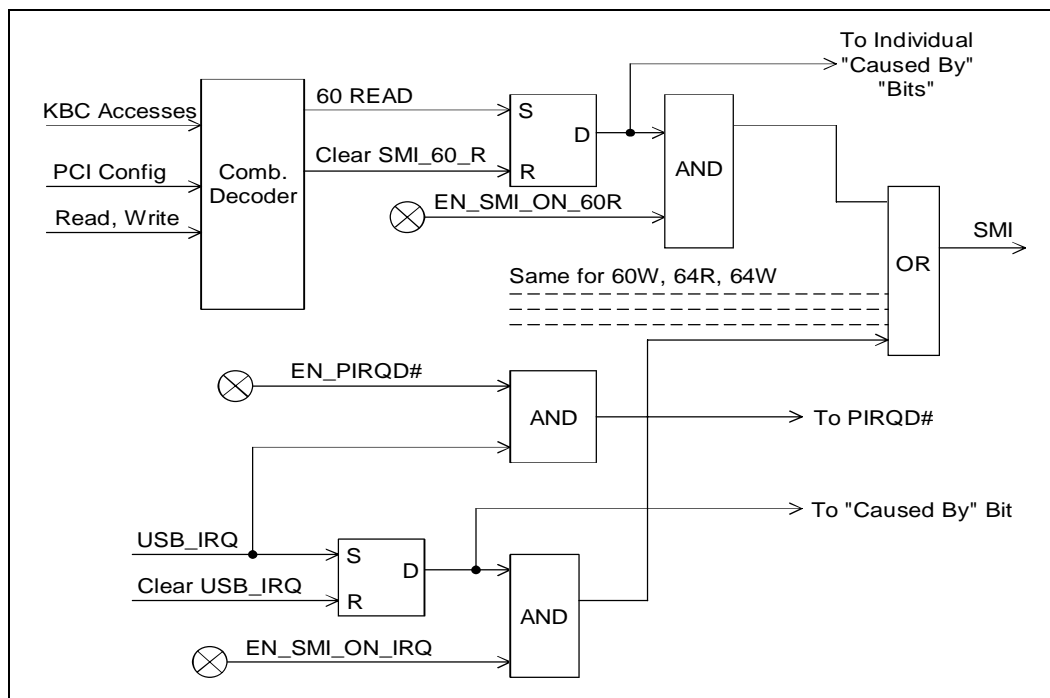 To Individual
"Caused By"
"Bits"
KBC Accesses
60 READ
S
D
PCI Config
Comb.
Decoder
Clear SMI_60_R
R
AND
Read, Write
EN_SMI_ON_60R
SMI
OR
Same for 60W, 64R, 64W
EN_PIRQD#
AND
To PIRQD#
To "Caused By" Bit
USB_IRQ
S
D
Clear USB_IRQ
R
AND
EN_SMI_ON_IRQ